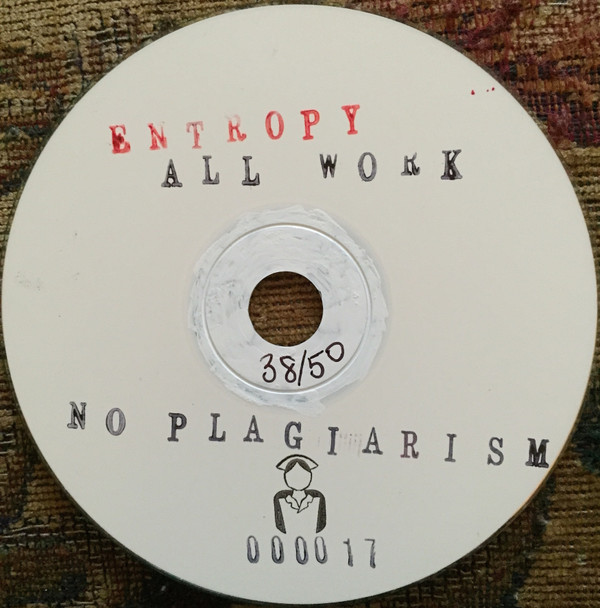 ENTROPY
ALL WORK
38/50
NO PLAGIARISM
000017